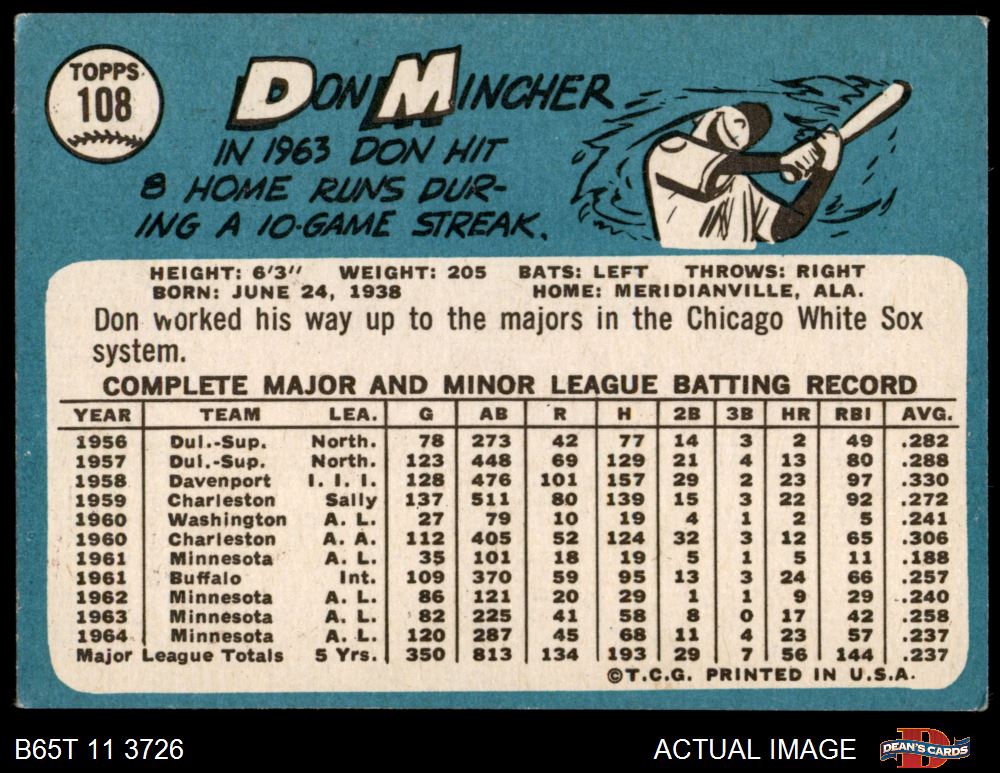 TOPPS
108
DON MINCHER
IN 1963 DON HIT
8 HOME RUNS DUR-
ING A 10-GAME STREAK.
HEIGHT: 6'3" WEIGHT: 205 BATS: LEFT THROWS: RIGHT
BORN: JUNE 24, 1938 HOME: MERIDIANVILLE, ALA.
Don worked his way up to the majors in the Chicago White Sox
system.
COMPLETE MAJOR AND MINOR LEAGUE BATTING RECORD
YEAR TEAM LEA. G AB R H 2B 3B HR RBI AVG.
1956 Dul.-Sup. North. 78 273 42 77 14 3 2 49 .282
1957 Dul.-Sup. North. 123 448 69 129 21 4 13 80 .288
1958 Davenport I. I. I. 128 476 101 157 29 2 23 97 .330
1959 Charleston Sally 137 511 80 139 15 3 22 92 .272
1960 Washington A. L. 27 79 10 19 4 1 2 5 .241
1960 Charleston A. A. 112 405 52 124 32 3 12 65 .306
1961 Minnesota A. L. 35 101 18 19 5 1 5 11 .188
1961 Buffalo Int. 109 370 59 95 13 3 24 66 .257
1962 Minnesota A. L. 86 121 20 29 1 1 9 29 .240
1963 Minnesota A. L. 82 225 41 58 8 0 17 42 .258
1964 Minnesota A. L. 120 287 45 68 11 4 23 57 .237
Major League Totals 5 Yrs. 350 813 134 193 29 7 56 144 .237
©T.C.G. PRINTED IN U.S.A.
B65T 11 3726 ACTUAL IMAGE DEAN'S CARDS